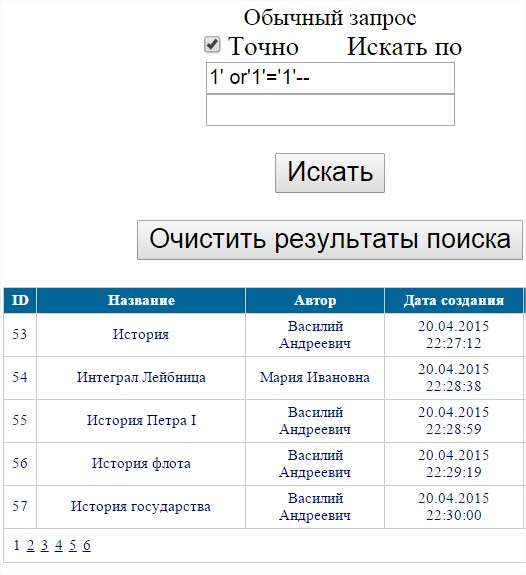 Обычный запрос
Точно Искать по
1' or'1'='1'--
Искать
Очистить результаты поиска
ID Название Автор Дата создания
53 История Василий Андреевич 20.04.2015 22:27:12
54 Интеграл Лейбница Мария Ивановна 20.04.2015 22:28:38
55 История Петра I Василий Андреевич 20.04.2015 22:28:59
56 История флота Василий Андреевич 20.04.2015 22:29:19
57 История государства Василий Андреевич 20.04.2015 22:30:00
1 2 3 4 5 6